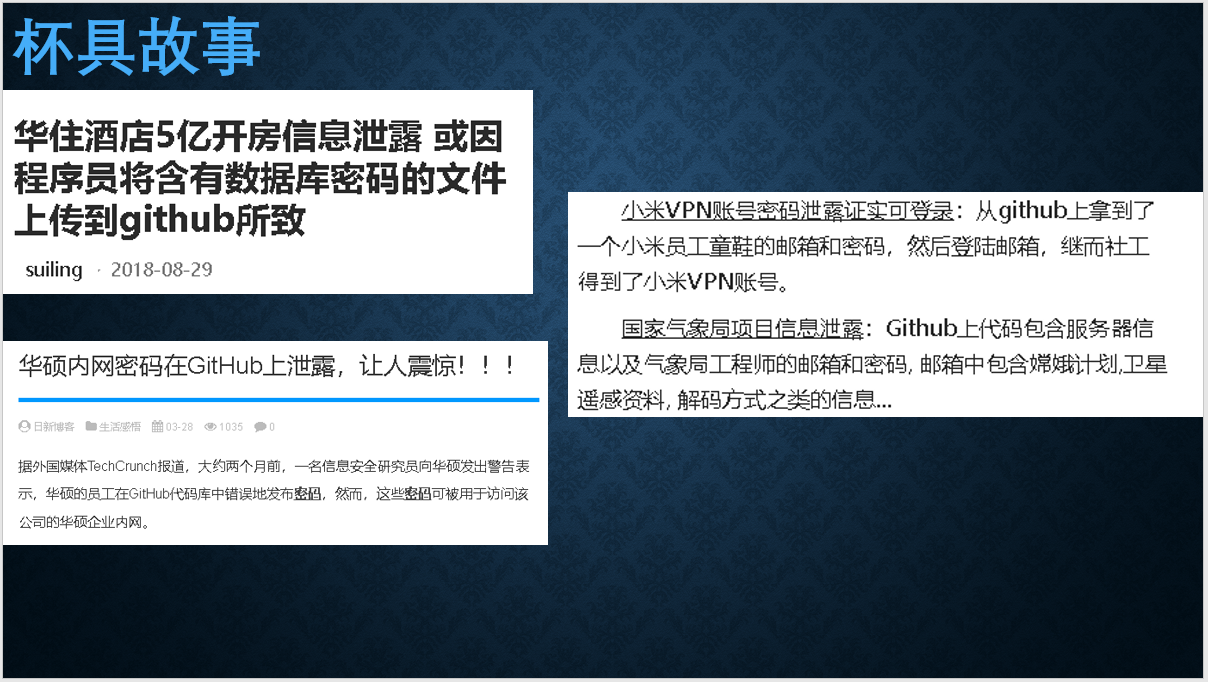 杯具故事
华住酒店5亿开房信息泄露 或因
程序员将含有数据库密码的文件
上传到github所致
suiling · 2018-08-29
华硕内网密码在GitHub上泄露，让人震惊！！！
日新博客 生活感悟 03-28 1035 0
据外国媒体TechCrunch报道，大约两个月前，一名信息安全研究员向华硕发出警告表
示，华硕的员工在GitHub代码库中错误地发布密码，然而，这些密码可被用于访问该
公司的华硕企业内网。
小米VPN账号密码泄露证实可登录：从github上拿到了
一个小米员工童鞋的邮箱和密码，然后登陆邮箱，继而社工
得到了小米VPN账号。
国家气象局项目信息泄露：Github上代码包含服务器信
息以及气象局工程师的邮箱和密码, 邮箱中包含嫦娥计划,卫星
遥感资料, 解码方式之类的信息...